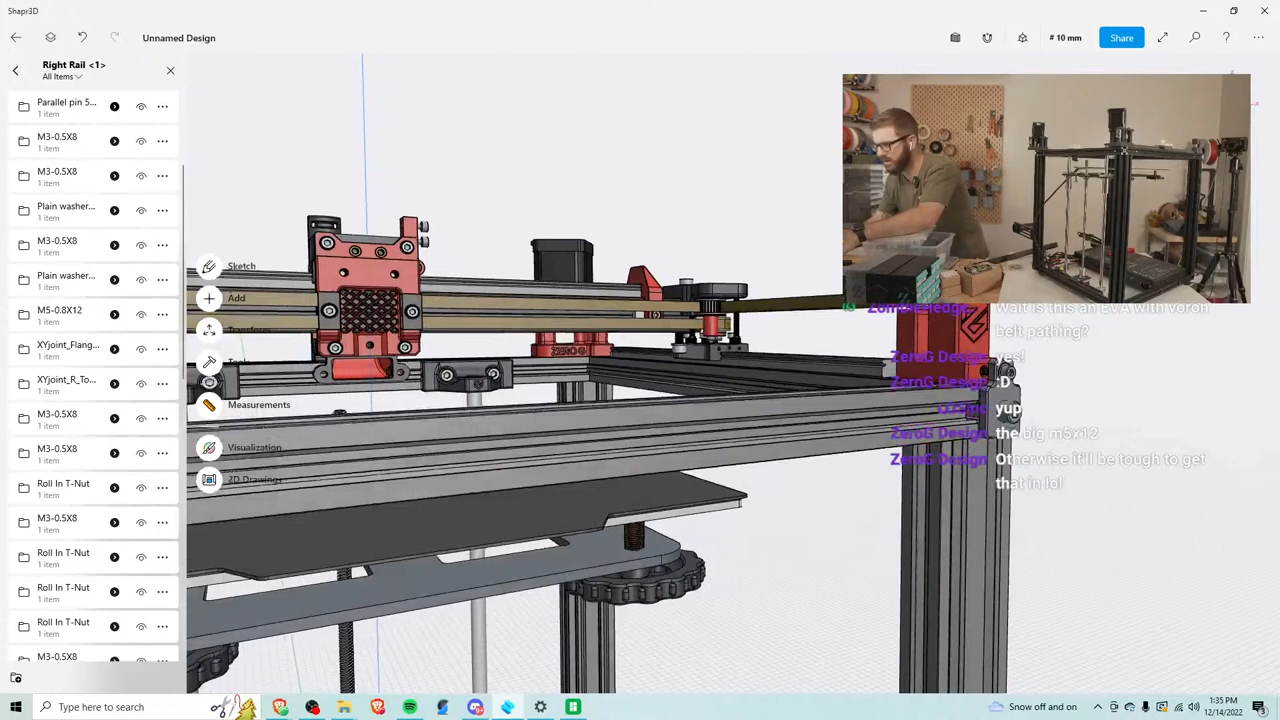 Shapr3D
Unnamed Design
# 10 mm
Share
Right Rail <1>
All Items
Parallel pin 5...
1 item
M3-0.5X8
1 item
M3-0.5X8
1 item
Plain washer...
1 item
M3-0.5X8
1 item
Plain washer...
1 item
M5-0.8X12
1 item
XYjoint_Flang...
1 item
XYjoint_R_To...
1 item
M3-0.5X8
1 item
M3-0.5X8
1 item
Roll In T-Nut
1 item
M3-0.5X8
1 item
Roll In T-Nut
1 item
Roll In T-Nut
1 item
Roll In T-Nut
1 item
M3-0.5X8
Sketch
Add
Transform
Tools
Measurements
Visualization
2D Drawings
ZEROG
Wait is this an EVA with voron
belt pathing?
ZeroG Design yes!
ZeroG Design :D
yup
ZeroG Design the big m5x12
ZeroG Design Otherwise it'll be tough to get
that in lol
Type here to search
Snow off and on
1:35 PM
12/14/2022